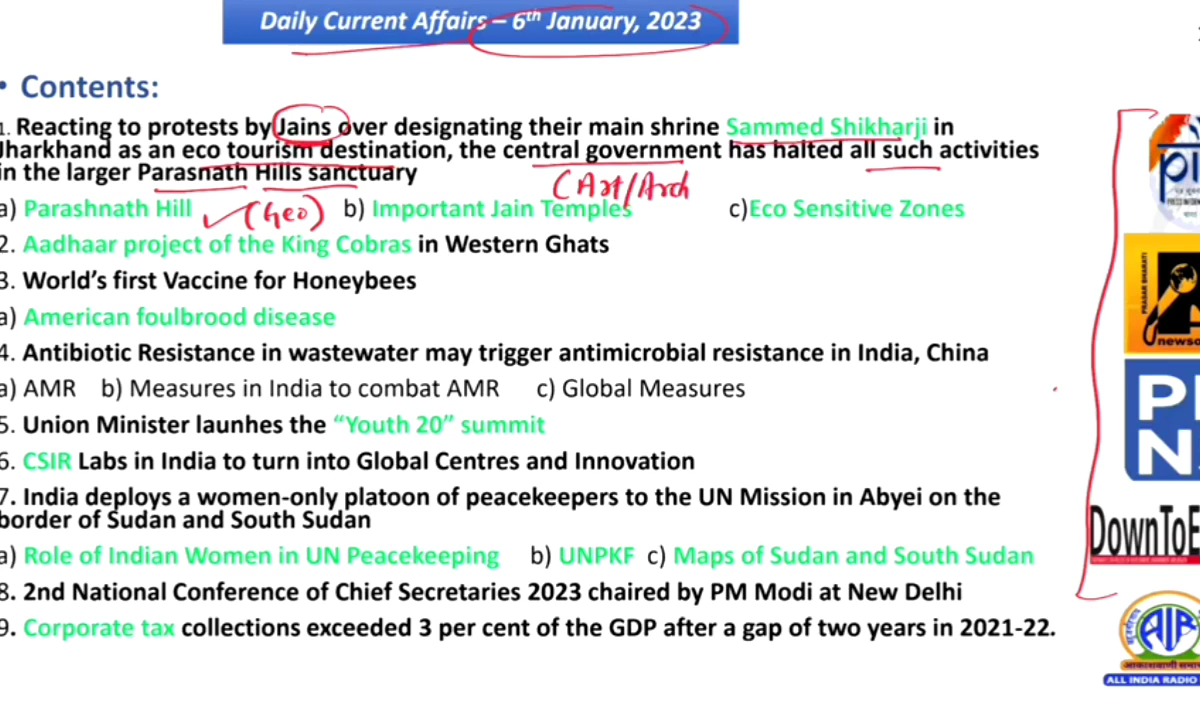 Daily Current Affairs – 6th January, 2023
• Contents:
1. Reacting to protests by Jains over designating their main shrine Sammed Shikharji in
Jharkhand as an eco tourism destination, the central government has halted all such activities
in the larger Parasnath Hills sanctuary
(Art/Arch
a) Parashnath Hill (Geo) b) Important Jain Temples c)Eco Sensitive Zones
2. Aadhaar project of the King Cobras in Western Ghats
3. World's first Vaccine for Honeybees
a) American foulbrood disease
4. Antibiotic Resistance in wastewater may trigger antimicrobial resistance in India, China
a) AMR b) Measures in India to combat AMR c) Global Measures
5. Union Minister launhes the “Youth 20” summit
6. CSIR Labs in India to turn into Global Centres and Innovation
7. India deploys a women-only platoon of peacekeepers to the UN Mission in Abyei on the
border of Sudan and South Sudan
a) Role of Indian Women in UN Peacekeeping b) UNPKF c) Maps of Sudan and South Sudan
8. 2nd National Conference of Chief Secretaries 2023 chaired by PM Modi at New Delhi
9. Corporate tax collections exceeded 3 per cent of the GDP after a gap of two years in 2021-22.
PRASAR BHARATI
DownToE
AIR
ALL INDIA RADIO